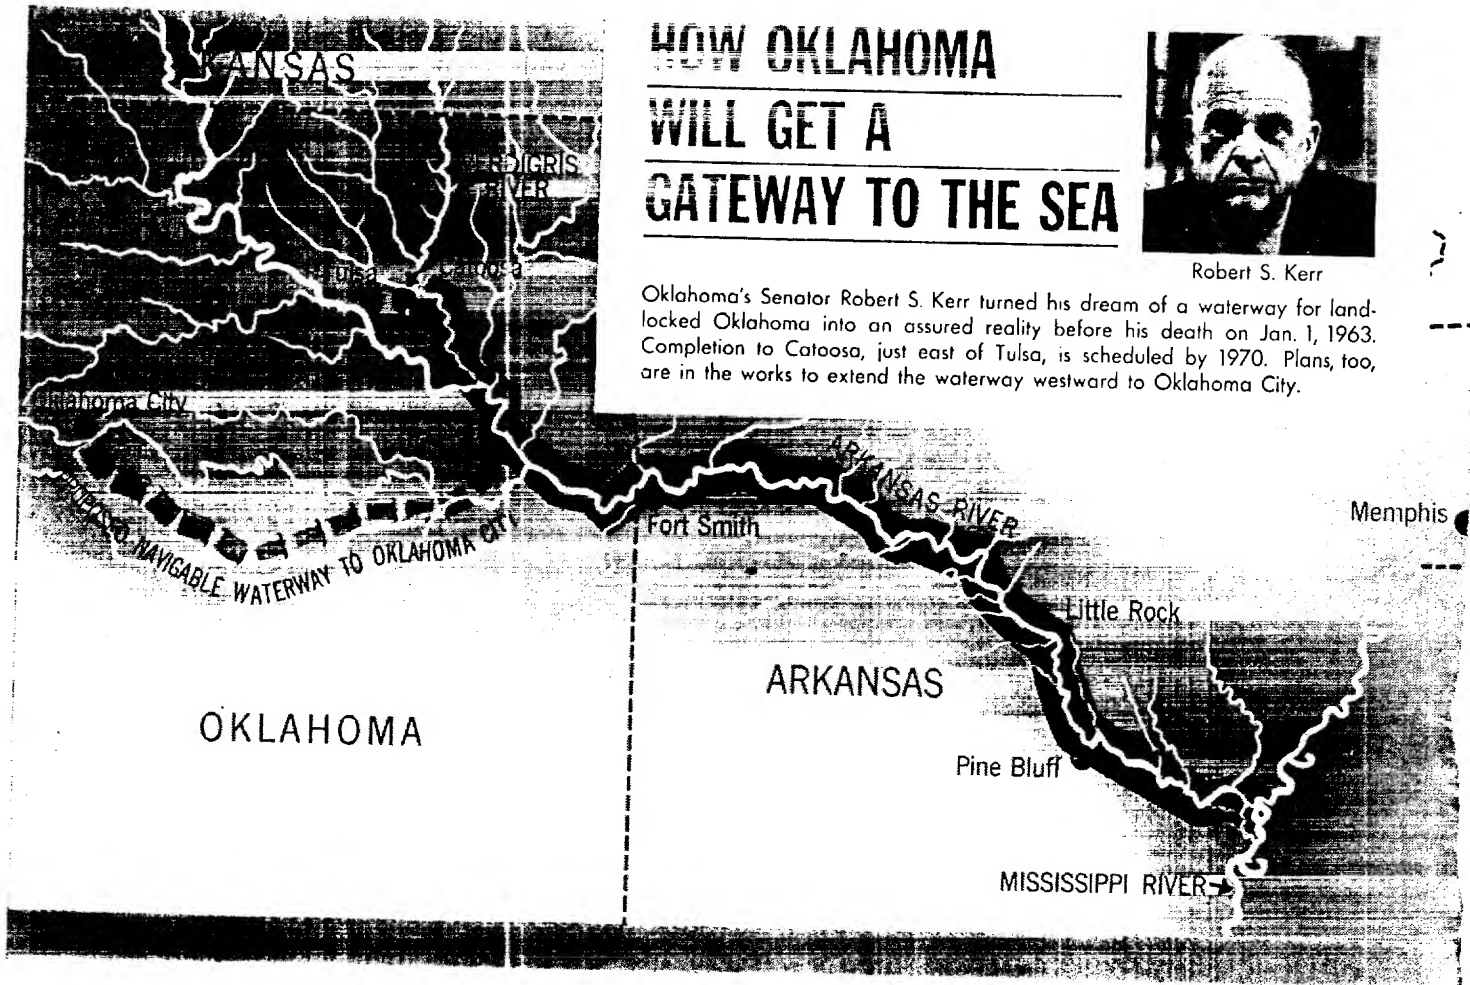 HOW OKLAHOMA
WILL GET A
GATEWAY TO THE SEA
Robert S. Kerr
Oklahoma's Senator Robert S. Kerr turned his dream of a waterway for land-
locked Oklahoma into an assured reality before his death on Jan. 1, 1963.
Completion to Catoosa, just east of Tulsa, is scheduled by 1970. Plans, too,
are in the works to extend the waterway westward to Oklahoma City.
KANSAS
VERDIGRIS
RIVER
Tulsa
Catoosa
Oklahoma City
PROPOSED NAVIGABLE WATERWAY TO OKLAHOMA CITY
Fort Smith
ARKANSAS RIVER
Memphis
Little Rock
ARKANSAS
OKLAHOMA
Pine Bluff
MISSISSIPPI RIVER